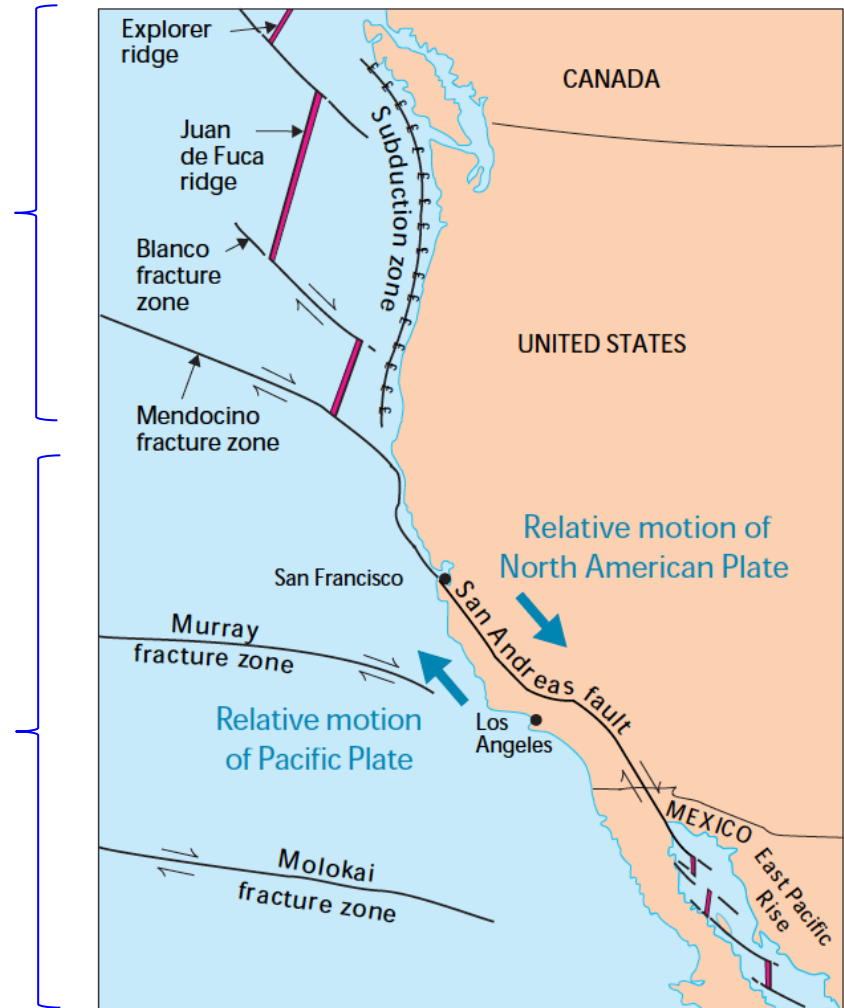 Explorer
ridge
CANADA
Juan
de Fuca
ridge
Subduction zone
Blanco
fracture
zone
UNITED STATES
Mendocino
fracture zone
Relative motion of
North American Plate
San Francisco
San Andreas fault
Murray
fracture zone
Relative motion
of Pacific Plate
Los
Angeles
MEXICO
East Pacific
Rise
Molokai
fracture zone